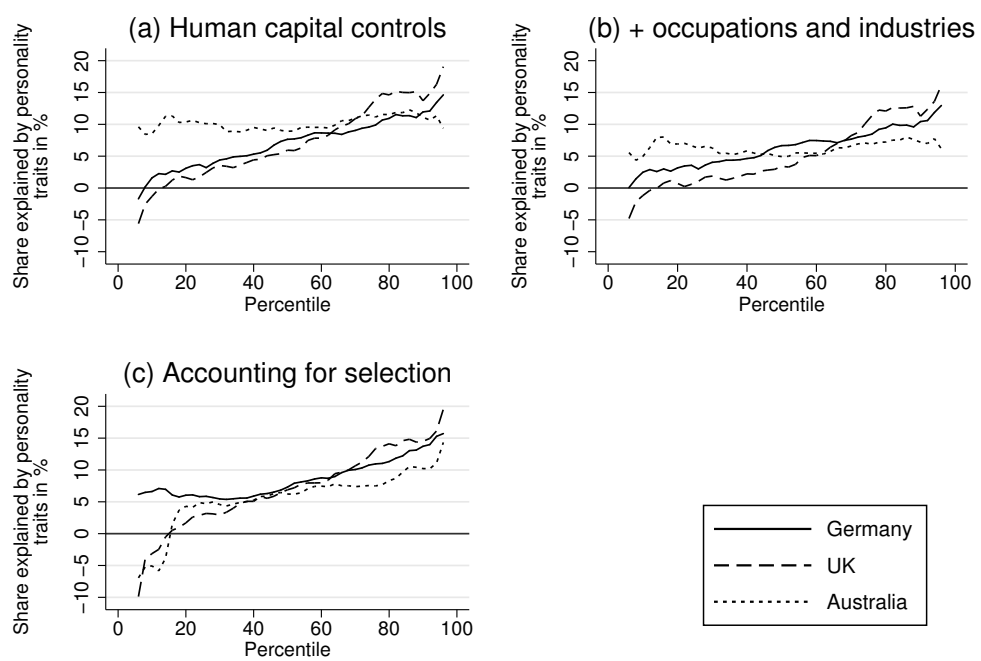 (a) Human capital controls
Share explained by personality
traits in %
20
15
10
5
0
−5
−10
0 20 40 60 80 100
Percentile
(b) + occupations and industries
Share explained by personality
traits in %
20
15
10
5
0
−5
−10
0 20 40 60 80 100
Percentile
(c) Accounting for selection
Share explained by personality
traits in %
20
15
10
5
0
−5
−10
0 20 40 60 80 100
Percentile
Germany
UK
Australia